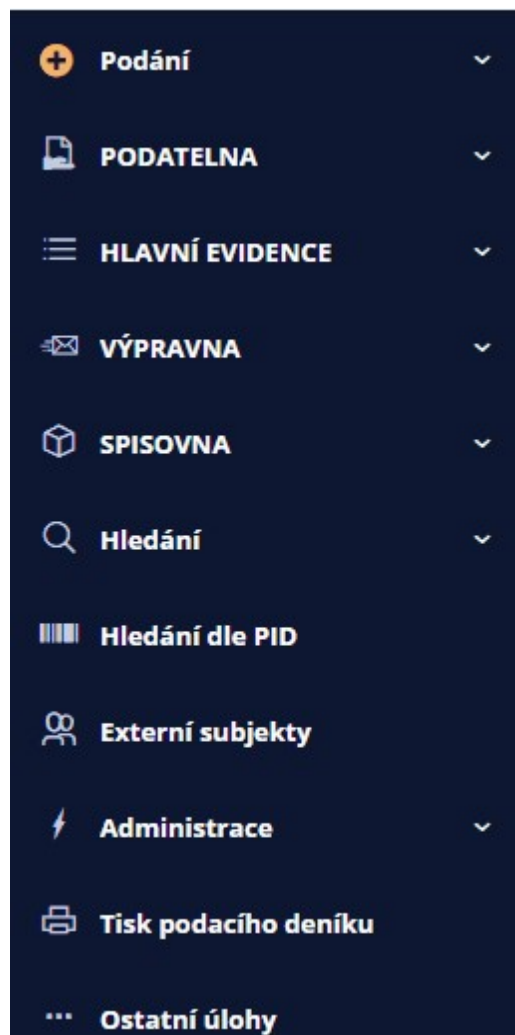 Podání
PODATELNA
HLAVNÍ EVIDENCE
VÝPRAVNA
SPISOVNA
Hledání
Hledání dle PID
Externí subjekty
Administrace
Tisk podacího deníku
Ostatní úlohy